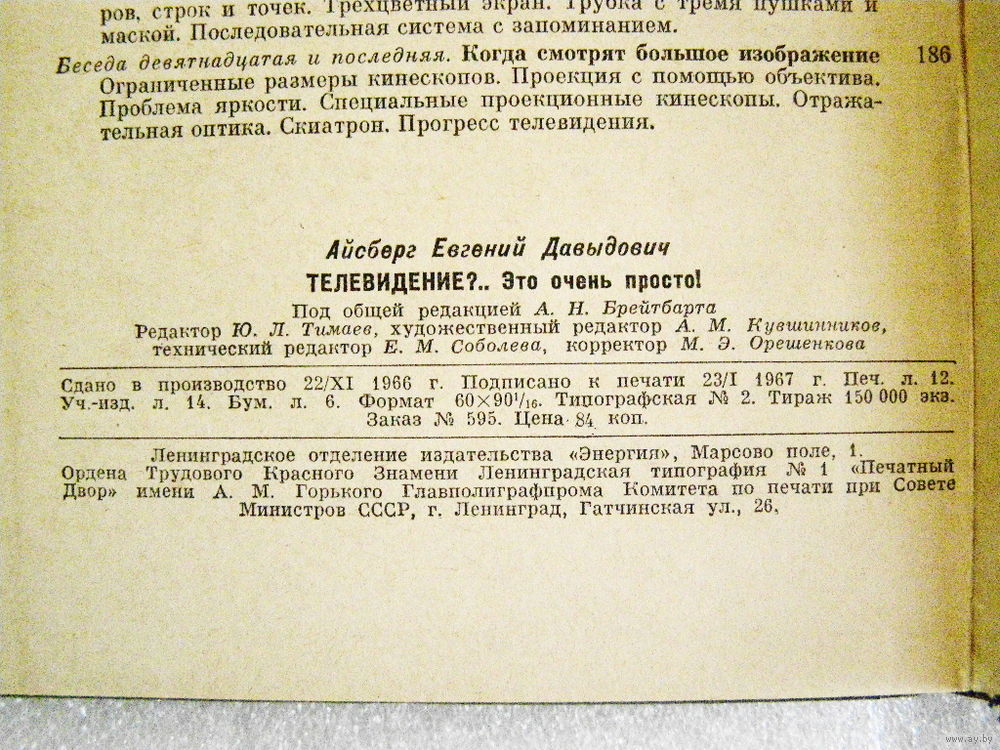 ров, строк и точек. Трехцветный экран. Трубка с тремя пушками и
маской. Последовательная система с запоминанием.
Беседа девятнадцатая и последняя. Когда смотрят большое изображение 186
Ограниченные размеры кинескопов. Проекция с помощью объектива.
Проблема яркости. Специальные проекционные кинескопы. Отража-
тельная оптика. Скиатрон. Прогресс телевидения.
Айсберг Евгений Давыдович
ТЕЛЕВИДЕНИЕ?.. Это очень просто!
Под общей редакцией А. Н. Брейтбарта
Редактор Ю. Л. Тимаев, художественный редактор А. М. Кувшинников,
технический редактор Е. М. Соболева, корректор М. Э. Орешенкова
Сдано в производство 22/XI 1966 г. Подписано к печати 23/I 1967 г. Печ. л. 12.
Уч.-изд. л. 14. Бум. л. 6. Формат 60×90¹/₁₆. Типографская № 2. Тираж 150 000 экз.
Заказ № 595. Цена 84 коп.
Ленинградское отделение издательства «Энергия», Марсово поле, 1.
Ордена Трудового Красного Знамени Ленинградская типография № 1 «Печатный
Двор» имени А. М. Горького Главполиграфпрома Комитета по печати при Совете
Министров СССР, г. Ленинград, Гатчинская ул., 26.
www.ay.by